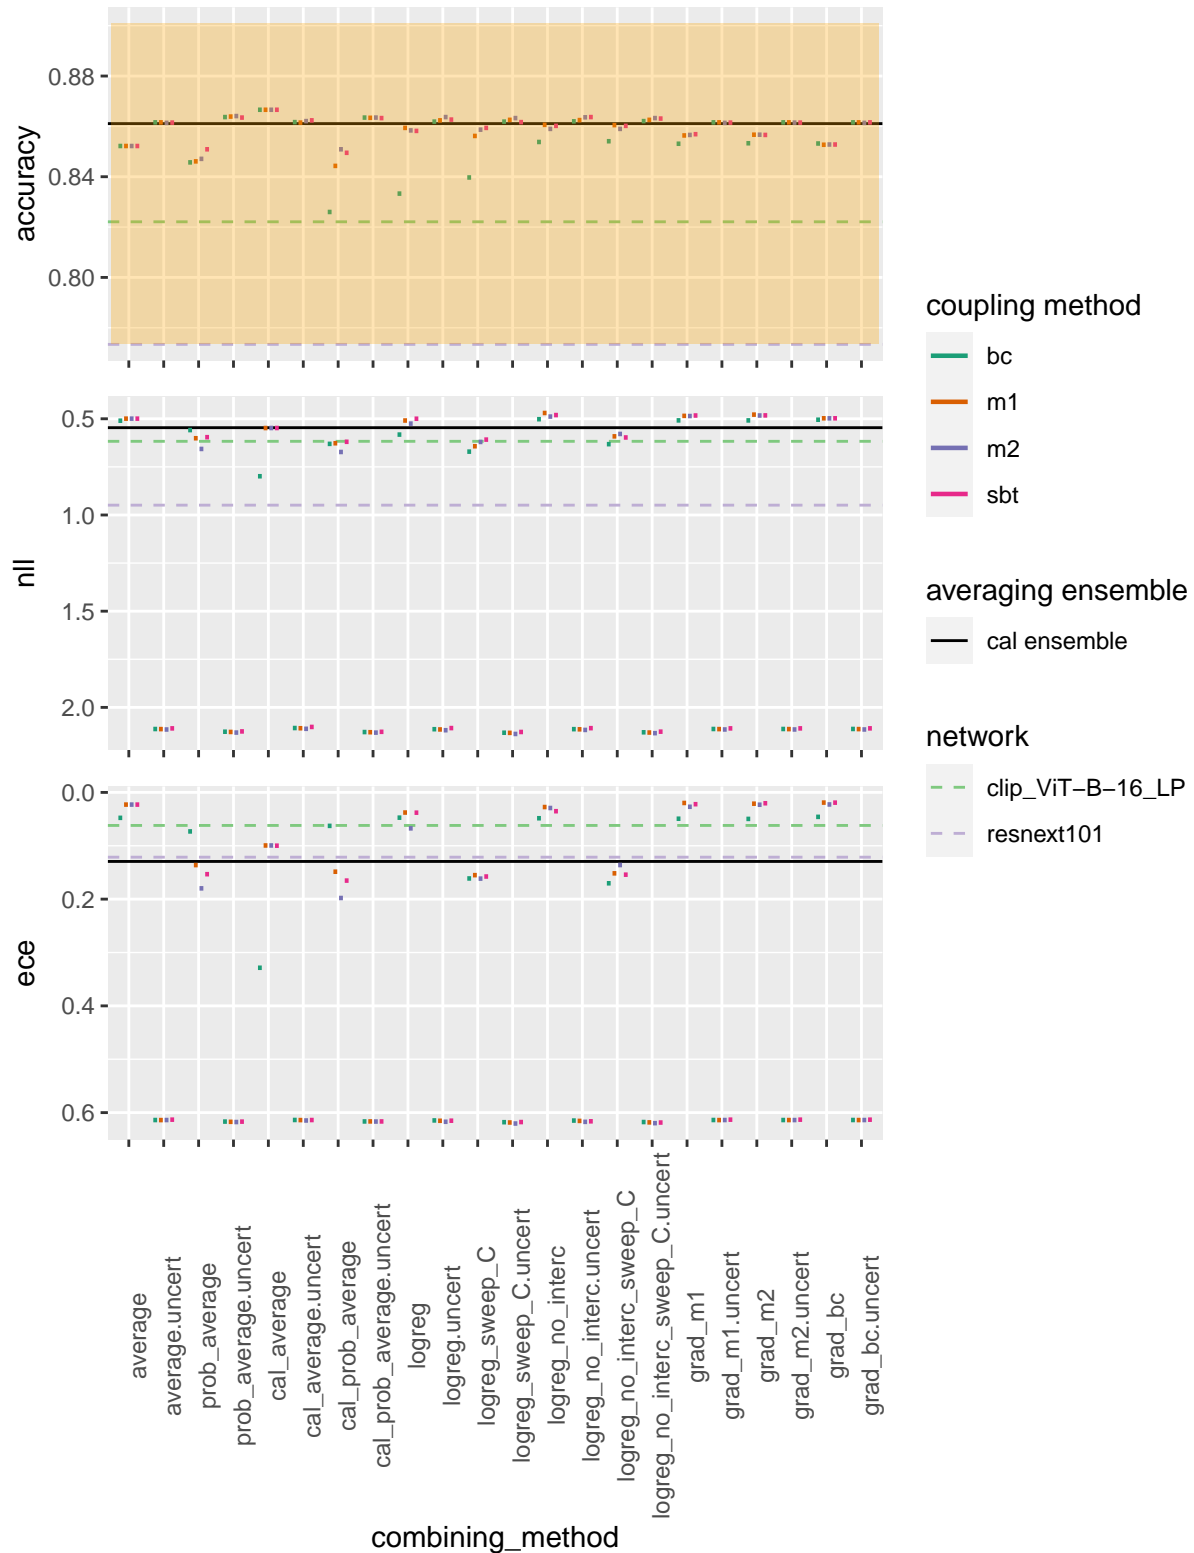 accuracy
0.88
0.84
0.80
nll
0.5
1.0
1.5
2.0
ece
0.0
0.2
0.4
0.6
average
average.uncert
prob_average
prob_average.uncert
cal_average
cal_average.uncert
cal_prob_average
cal_prob_average.uncert
logreg
logreg.uncert
logreg_sweep_C
logreg_sweep_C.uncert
logreg_no_interc
logreg_no_interc.uncert
logreg_no_interc_sweep_C
logreg_no_interc_sweep_C.uncert
grad_m1
grad_m1.uncert
grad_m2
grad_m2.uncert
grad_bc
grad_bc.uncert
combining_method
coupling method
bc
m1
m2
sbt
averaging ensemble
cal ensemble
network
clip_ViT−B−16_LP
resnext101